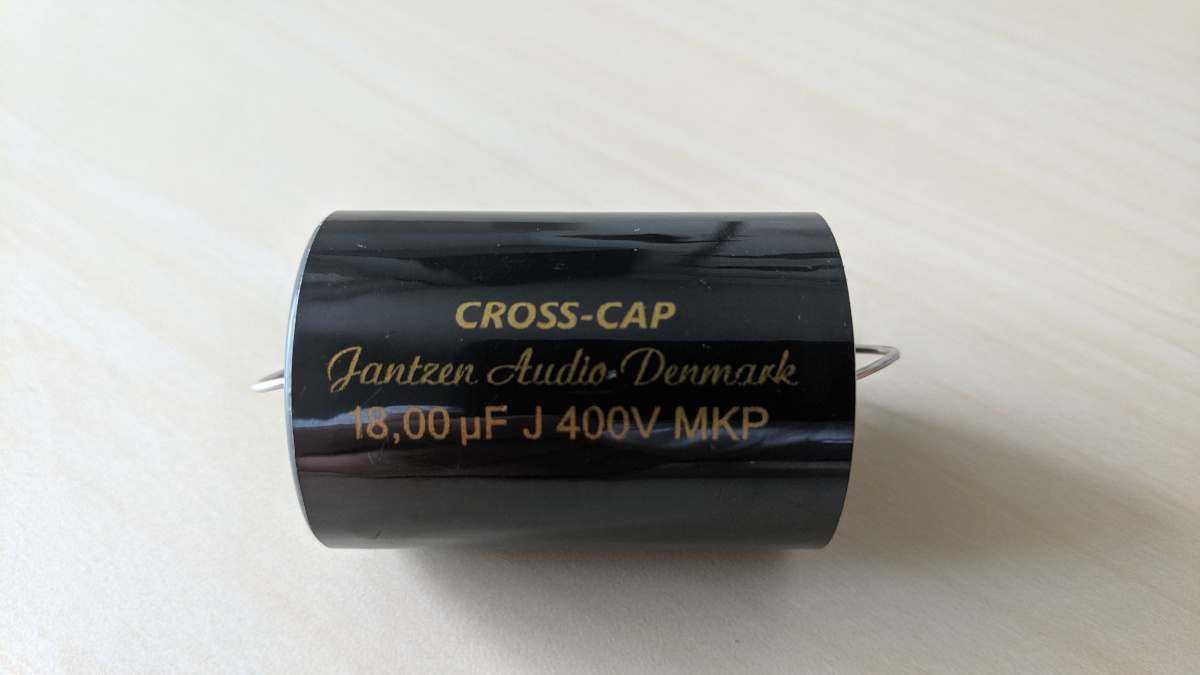 CROSS-CAP
Jantzen Audio Denmark
18,00 µF J 400V MKP